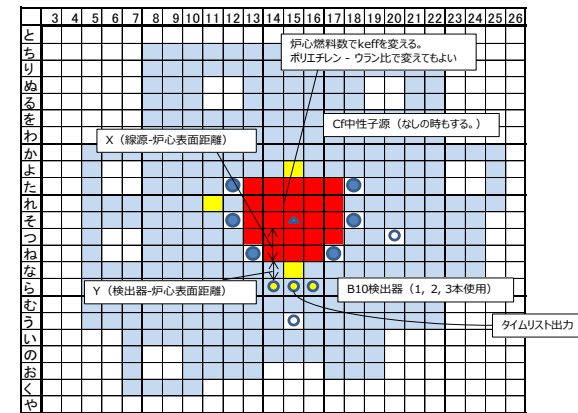 3 4 5 6 7 8 9 10 11 12 13 14 15 16 17 18 19 20 21 22 23 24 25 26
と
ち
り
ぬ
る
を
わ
か
よ
た
れ
そ
つ
ね
な
ら
む
う
い
の
お
く
や
炉心燃料数でkeffを変える。
ポリエチレン - ウラン比で変えてもよい
Cf中性子源（なしの時もする。）
X（線源-炉心表面距離）
Y（検出器-炉心表面距離）
B10検出器（1, 2, 3本使用）
タイムリスト出力